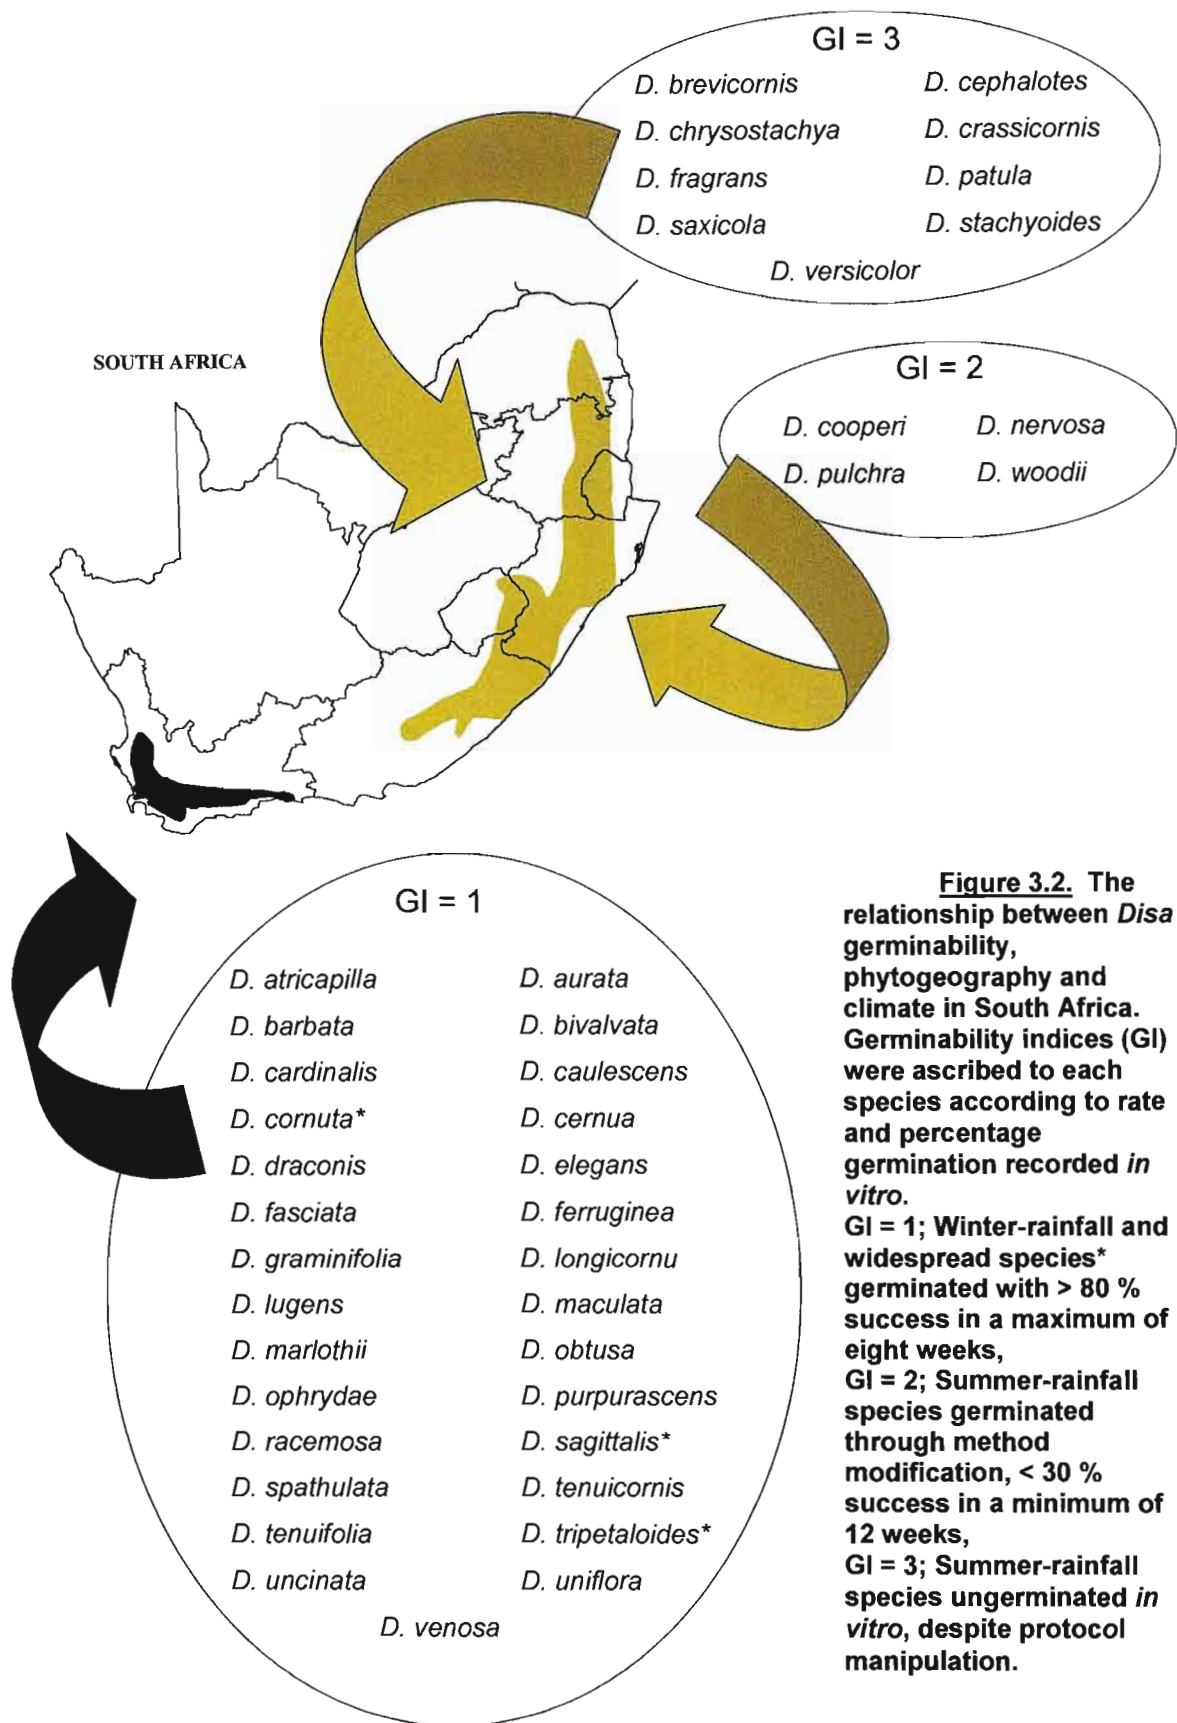 GI = 3
D. brevicornis D. cephalotes
D. chrysostachya D. crassicornis
D. fragrans D. patula
D. saxicola D. stachyoides
D. versicolor
SOUTH AFRICA
GI = 2
D. cooperi D. nervosa
D. pulchra D. woodii
GI = 1
D. atricapilla D. aurata
D. barbata D. bivalvata
D. cardinalis D. caulescens
D. cornuta* D. cernua
D. draconis D. elegans
D. fasciata D. ferruginea
D. graminifolia D. longicornu
D. lugens D. maculata
D. marlothii D. obtusa
D. ophrydae D. purpurascens
D. racemosa D. sagittalis*
D. spathulata D. tenuicornis
D. tenuifolia D. tripetaloides*
D. uncinata D. uniflora
D. venosa
Figure 3.2. The
relationship between Disa
germinability,
phytogeography and
climate in South Africa.
Germinability indices (GI)
were ascribed to each
species according to rate
and percentage
germination recorded in
vitro.
GI = 1; Winter-rainfall and
widespread species*
germinated with > 80 %
success in a maximum of
eight weeks,
GI = 2; Summer-rainfall
species germinated
through method
modification, < 30 %
success in a minimum of
12 weeks,
GI = 3; Summer-rainfall
species ungerminated in
vitro, despite protocol
manipulation.